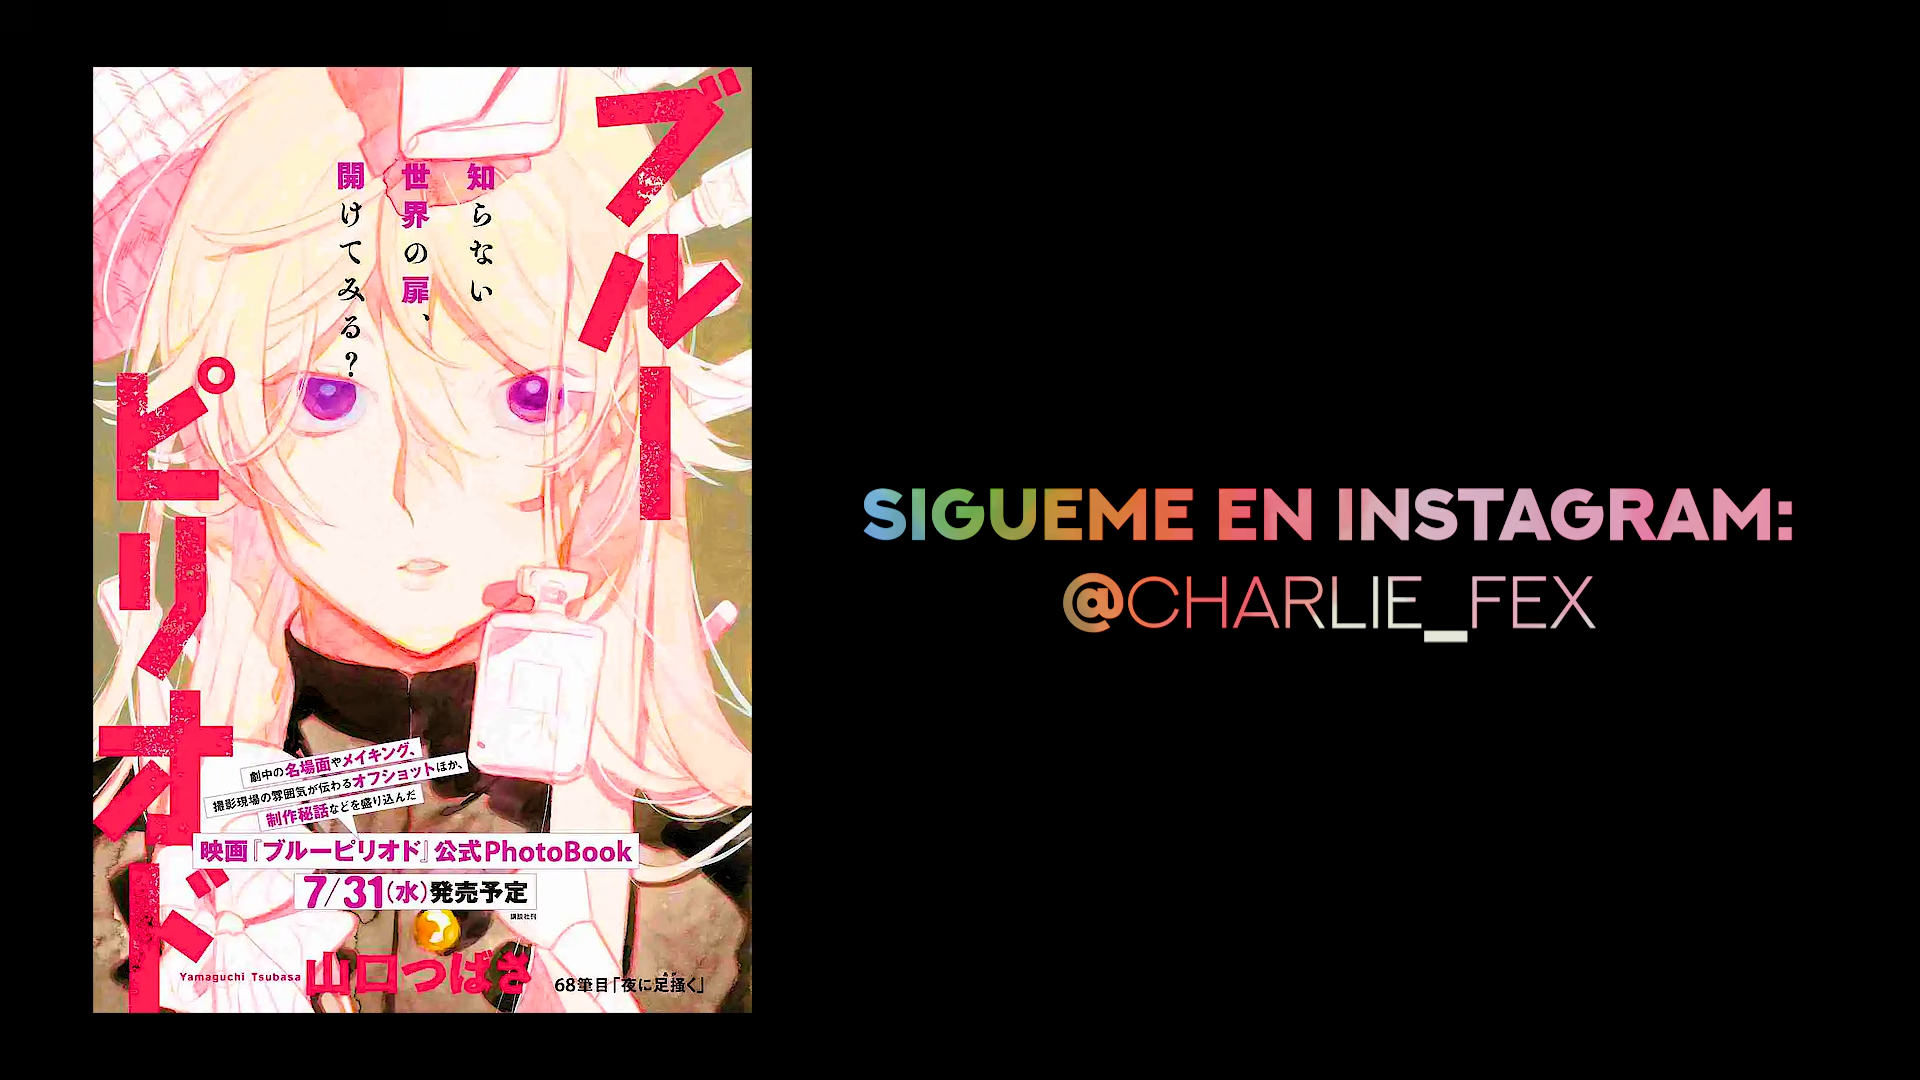 ブルー
ピリオド
知らない
世界の扉、
開けてみる?
劇中の名場面やメイキング、
撮影現場の雰囲気が伝わるオフショットほか、
制作秘話などを盛り込んだ
映画『ブルーピリオド』公式PhotoBook
7/31(水)発売予定
講談社刊
Yamaguchi Tsubasa 山口つばさ
68筆目「夜に足掻く」
あが
SIGUEME EN INSTAGRAM:
@CHARLIE_FEX